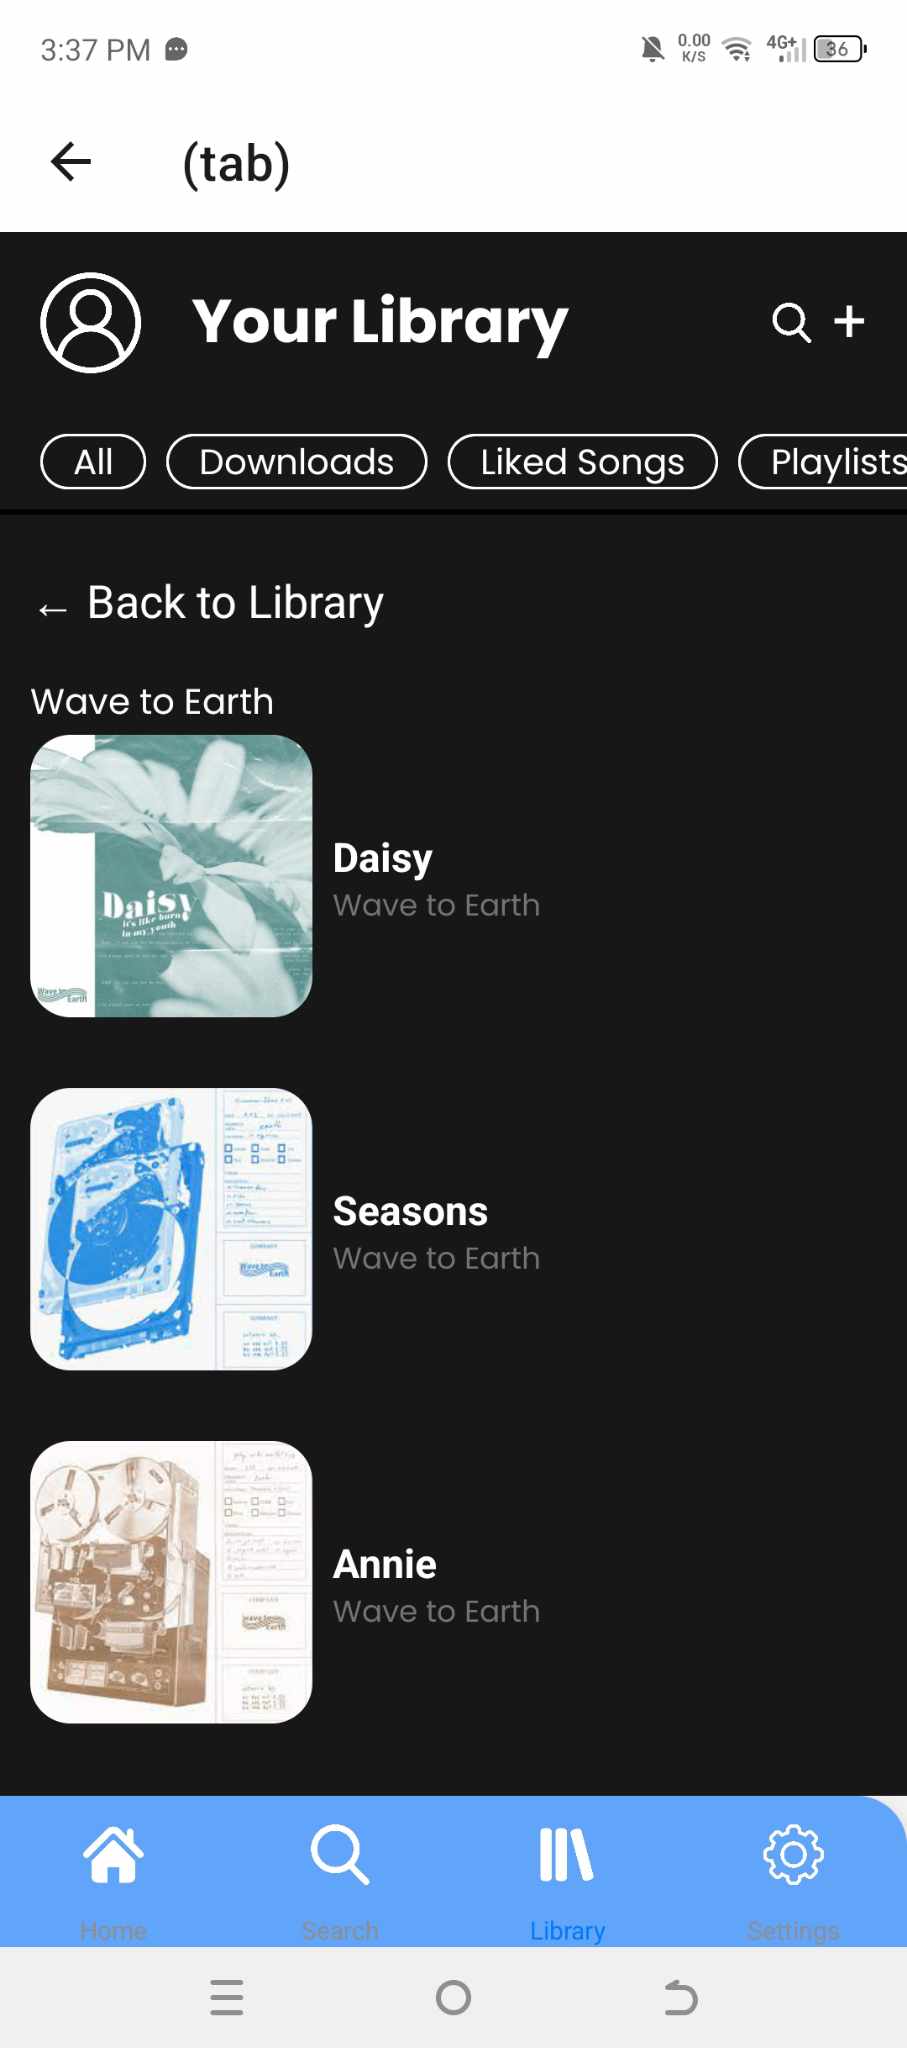 3:37 PM
0.00
K/S
4G+
36
(tab)
Your Library
All
Downloads
Liked Songs
Playlists
← Back to Library
Wave to Earth
Daisy
it's like burn
in my youth
Wave to
Earth
Daisy
Wave to Earth
Wave to
Earth
Seasons
Wave to Earth
wave to
Earth
Annie
Wave to Earth
Home
Search
Library
Settings